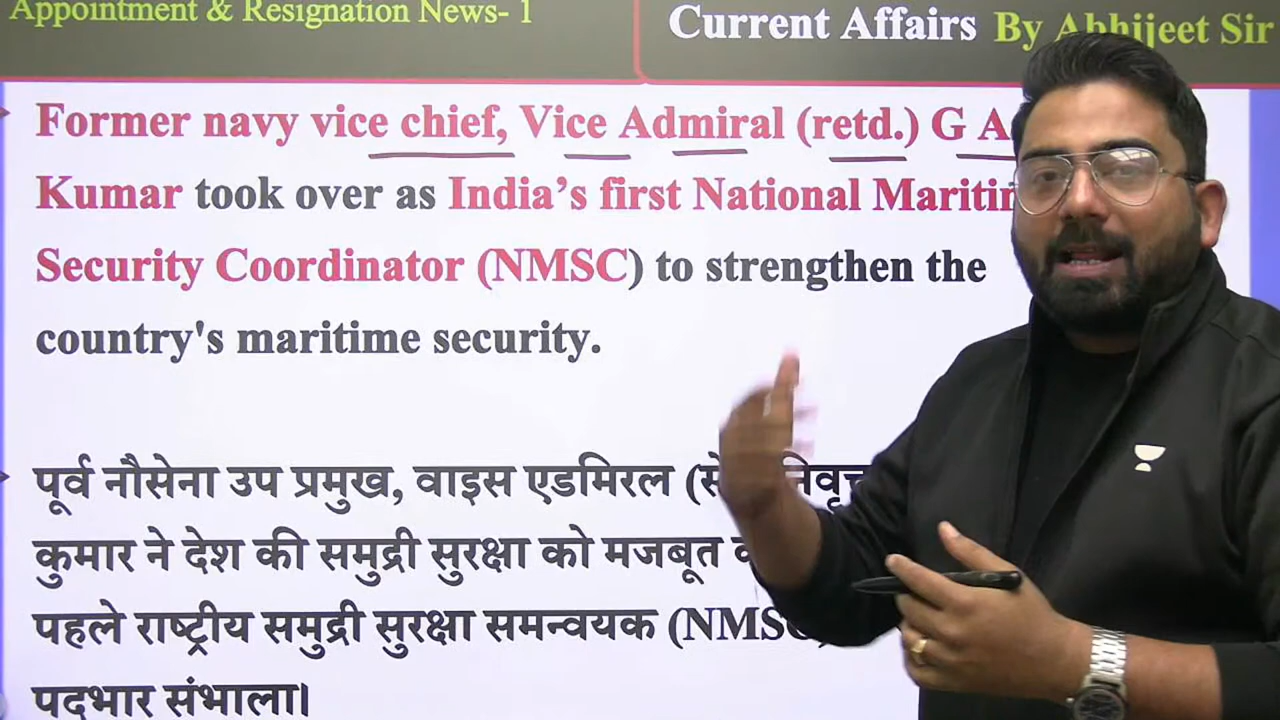 Appointment & Resignation News- 1
Current Affairs By Abhijeet Sir
Former navy vice chief, Vice Admiral (retd.) G
Kumar took over as India's first National
Security Coordinator (NMSC) to strengthen the
country's maritime security.
पूर्व नौसेना उप प्रमुख, वाइस एडमिरल
कुमार ने देश की समुद्री सुरक्षा को मजबूत
पहले राष्ट्रीय समुद्री सुरक्षा समन्वयक (NMSC)
पदभार संभाला।